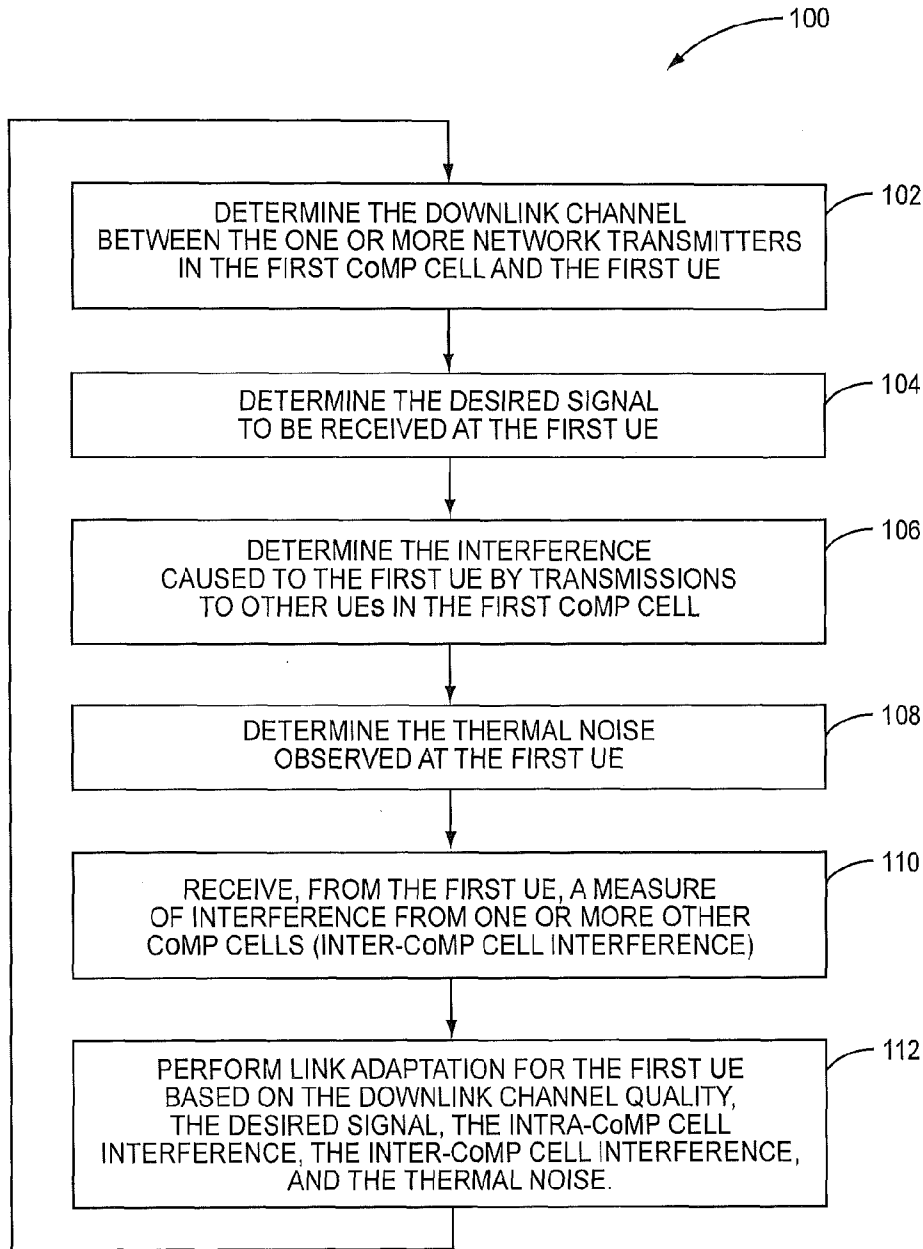 100
DETERMINE THE DOWNLINK CHANNEL
BETWEEN THE ONE OR MORE NETWORK TRANSMITTERS
IN THE FIRST CoMP CELL AND THE FIRST UE
102
DETERMINE THE DESIRED SIGNAL
TO BE RECEIVED AT THE FIRST UE
104
DETERMINE THE INTERFERENCE
CAUSED TO THE FIRST UE BY TRANSMISSIONS
TO OTHER UEs IN THE FIRST CoMP CELL
106
DETERMINE THE THERMAL NOISE
OBSERVED AT THE FIRST UE
108
RECEIVE, FROM THE FIRST UE, A MEASURE
OF INTERFERENCE FROM ONE OR MORE OTHER
CoMP CELLS (INTER-CoMP CELL INTERFERENCE)
110
PERFORM LINK ADAPTATION FOR THE FIRST UE
BASED ON THE DOWNLINK CHANNEL QUALITY,
THE DESIRED SIGNAL, THE INTRA-CoMP CELL
INTERFERENCE, THE INTER-CoMP CELL INTERFERENCE,
AND THE THERMAL NOISE.
112